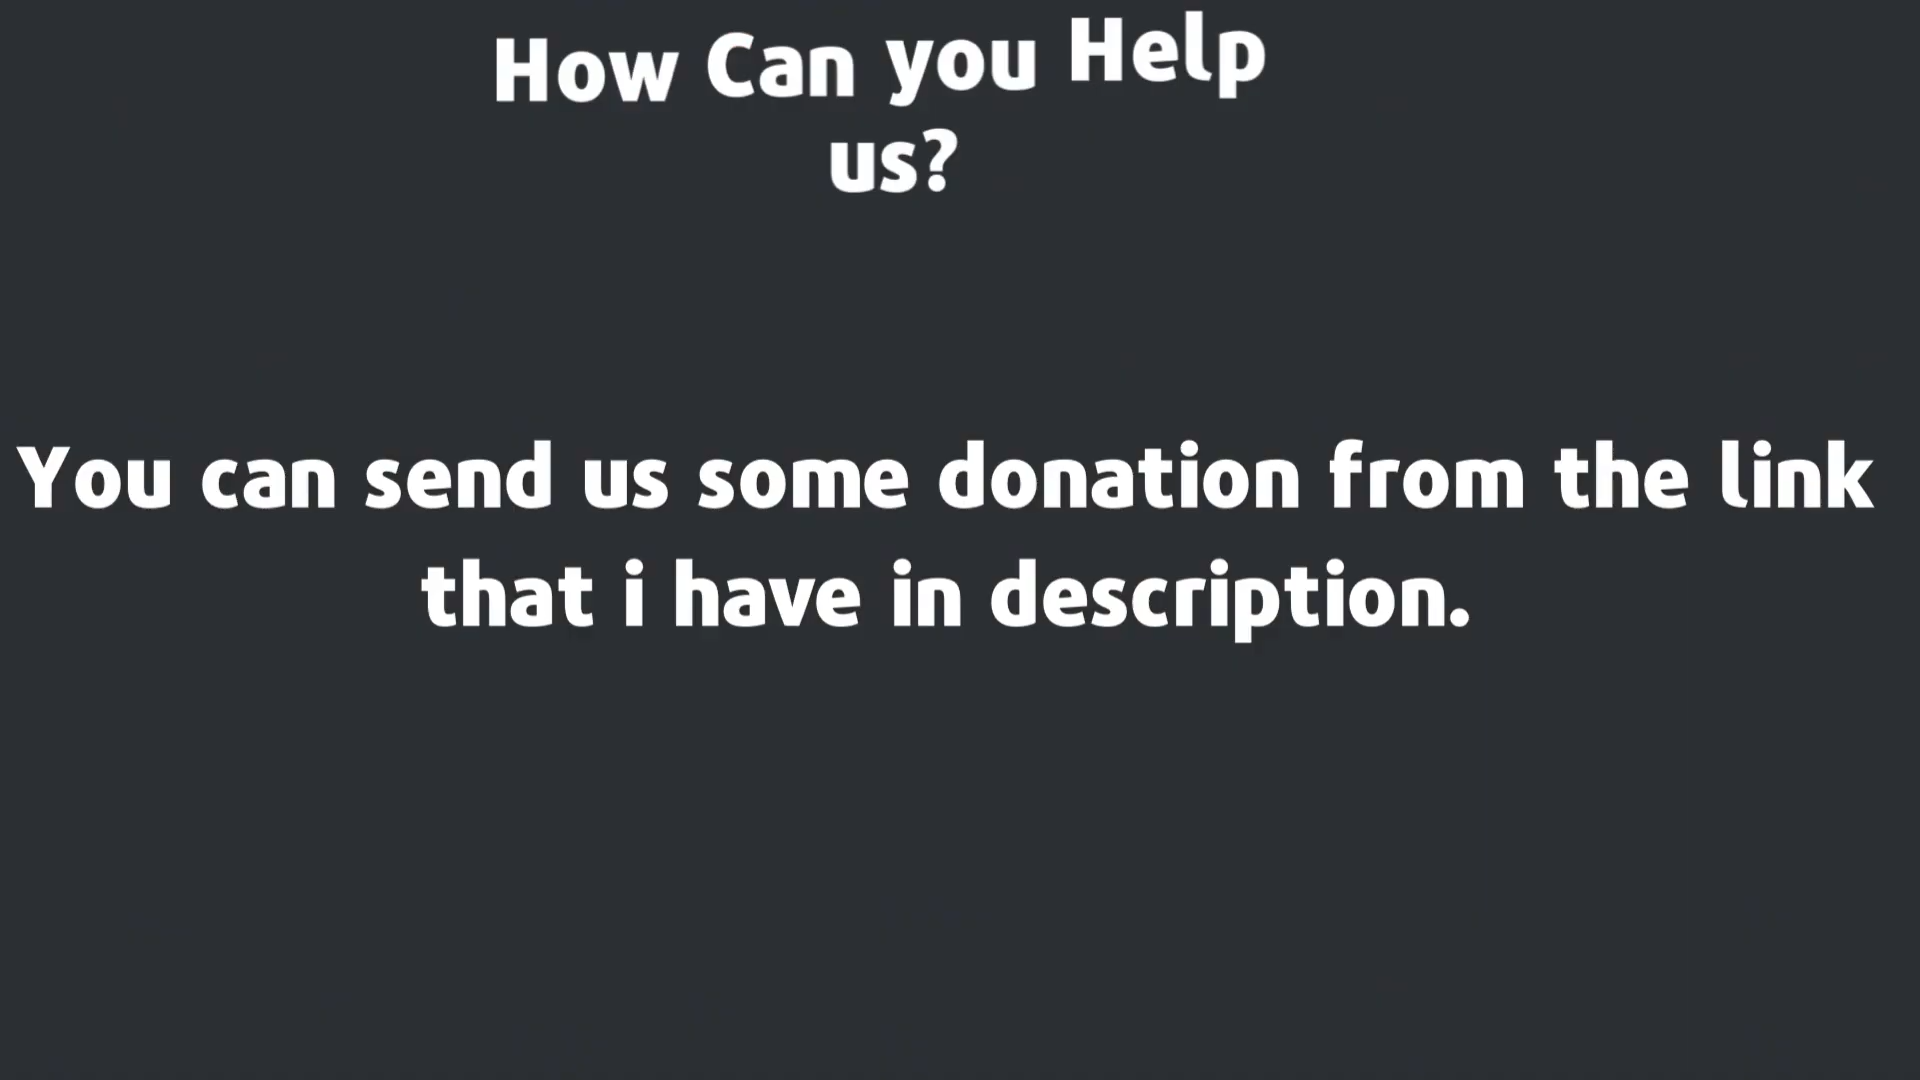 How Can you Help
us?
You can send us some donation from the link
that i have in description.